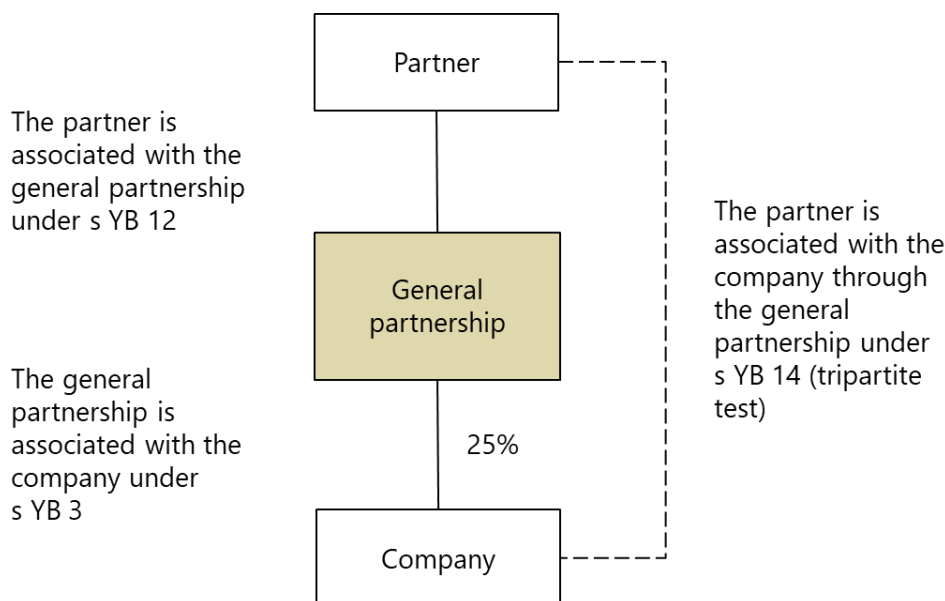 Partner
The partner is
associated with the
general partnership
under s YB 12
General
partnership
The partner is
associated with the
company through
the general
partnership under
s YB 14 (tripartite
test)
The general
partnership is
associated with the
company under
s YB 3
25%
Company